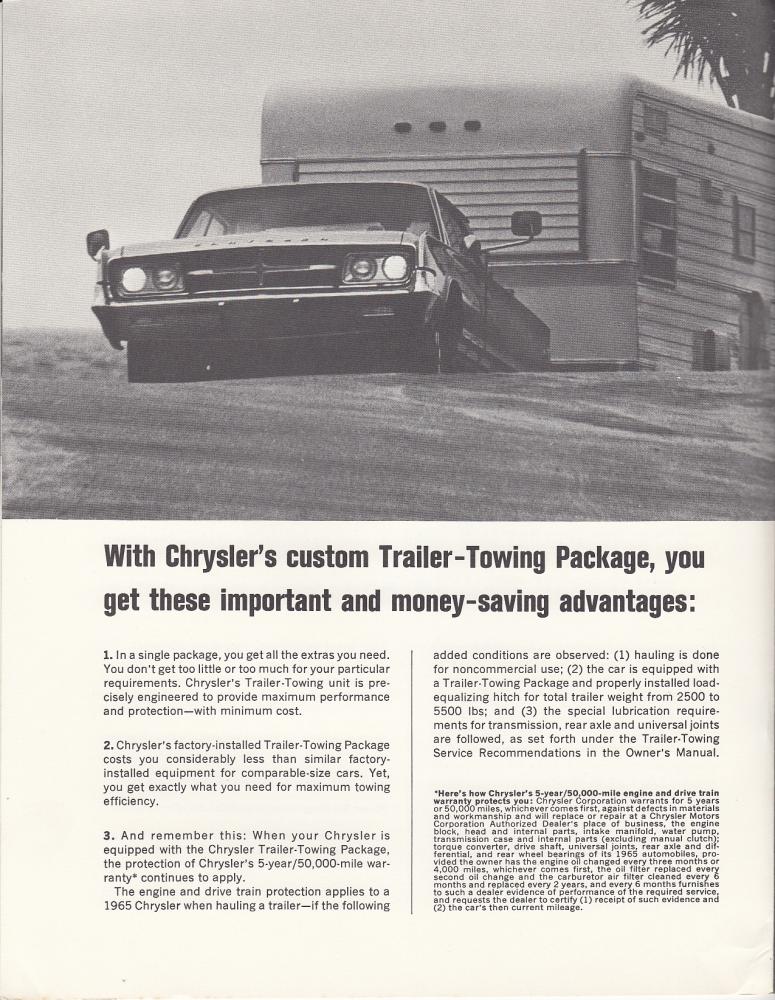 CHRYSLER
With Chrysler's custom Trailer-Towing Package, you
get these important and money-saving advantages:
1. In a single package, you get all the extras you need.
You don't get too little or too much for your particular
requirements. Chrysler's Trailer-Towing unit is pre-
cisely engineered to provide maximum performance
and protection—with minimum cost.
2. Chrysler's factory-installed Trailer-Towing Package
costs you considerably less than similar factory-
installed equipment for comparable-size cars. Yet,
you get exactly what you need for maximum towing
efficiency.
3. And remember this: When your Chrysler is
equipped with the Chrysler Trailer-Towing Package,
the protection of Chrysler's 5-year/50,000-mile war-
ranty* continues to apply.
The engine and drive train protection applies to a
1965 Chrysler when hauling a trailer—if the following
added conditions are observed: (1) hauling is done
for noncommercial use; (2) the car is equipped with
a Trailer-Towing Package and properly installed load-
equalizing hitch for total trailer weight from 2500 to
5500 lbs; and (3) the special lubrication require-
ments for transmission, rear axle and universal joints
are followed, as set forth under the Trailer-Towing
Service Recommendations in the Owner's Manual.
*Here's how Chrysler's 5-year/50,000-mile engine and drive train
warranty protects you: Chrysler Corporation warrants for 5 years
or 50,000 miles, whichever comes first, against defects in materials
and workmanship and will replace or repair at a Chrysler Motors
Corporation Authorized Dealer's place of business, the engine
block, head and internal parts, intake manifold, water pump,
transmission case and internal parts (excluding manual clutch);
torque converter, drive shaft, universal joints, rear axle and dif-
ferential, and rear wheel bearings of its 1965 automobiles, pro-
vided the owner has the engine oil changed every three months or
4,000 miles, whichever comes first, the oil filter replaced every
second oil change and the carburetor air filter cleaned every 6
months and replaced every 2 years, and every 6 months furnishes
to such a dealer evidence of performance of the required service,
and requests the dealer to certify (1) receipt of such evidence and
(2) the car's then current mileage.